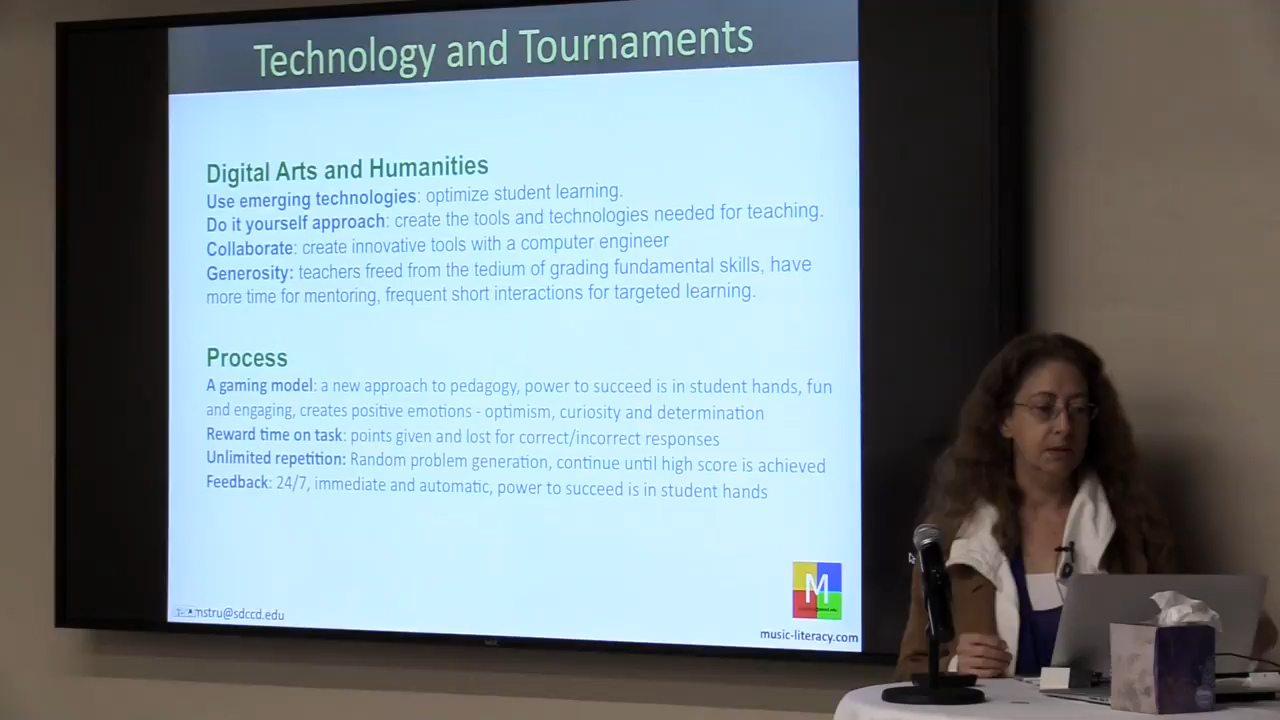 Technology and Tournaments
Digital Arts and Humanities
Use emerging technologies: optimize student learning.
Do it yourself approach: create the tools and technologies needed for teaching.
Collaborate: create innovative tools with a computer engineer
Generosity: teachers freed from the tedium of grading fundamental skills, have
more time for mentoring, frequent short interactions for targeted learning.
Process
A gaming model: a new approach to pedagogy, power to succeed is in student hands, fun
and engaging, creates positive emotions - optimism, curiosity and determination
Reward time on task: points given and lost for correct/incorrect responses
Unlimited repetition: Random problem generation, continue until high score is achieved
Feedback: 24/7, immediate and automatic, power to succeed is in student hands
M
music-literacy.com